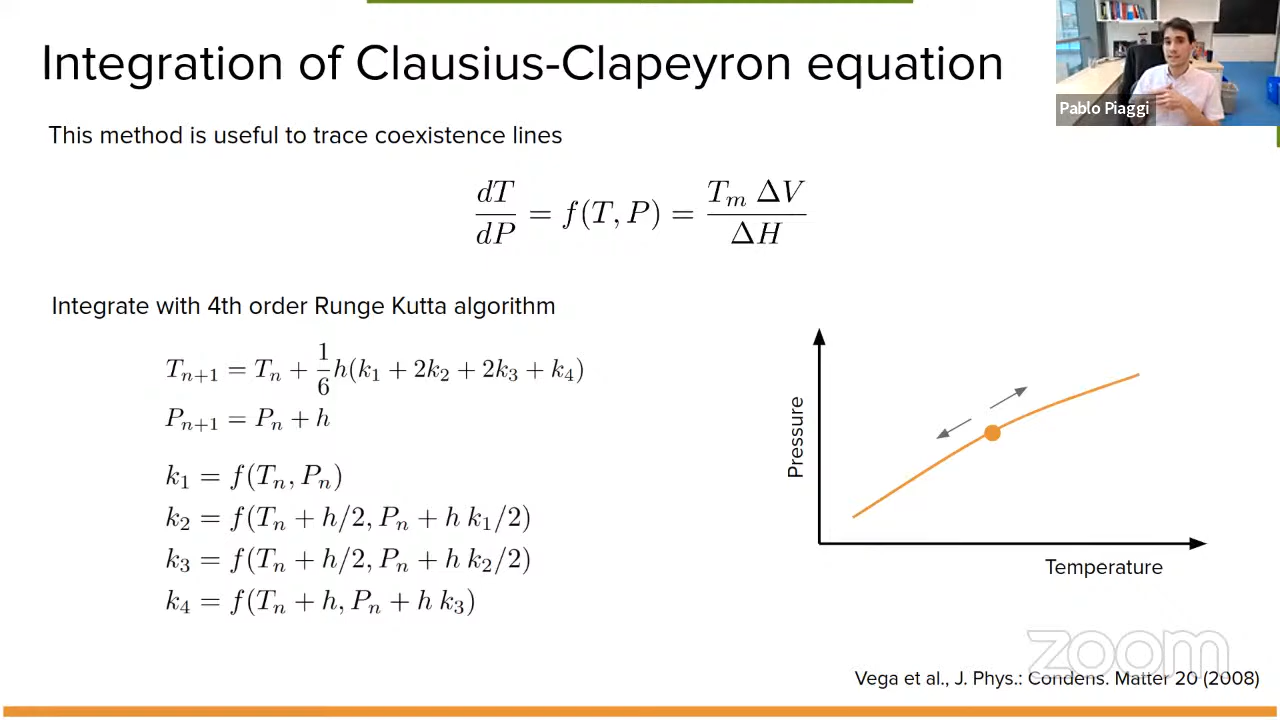 Integration of Clausius-Clapeyron equation
Pablo Piaggi
This method is useful to trace coexistence lines
dT/dP = f(T, P) = T_m ΔV/ΔH
Integrate with 4th order Runge Kutta algorithm
T_{n+1} = T_n + 1/6 h(k_1 + 2k_2 + 2k_3 + k_4)
P_{n+1} = P_n + h
k_1 = f(T_n, P_n)
k_2 = f(T_n + h/2, P_n + h k_1/2)
k_3 = f(T_n + h/2, P_n + h k_2/2)
k_4 = f(T_n + h, P_n + h k_3)
Pressure
Temperature
zoom
Vega et al., J. Phys.: Condens. Matter 20 (2008)